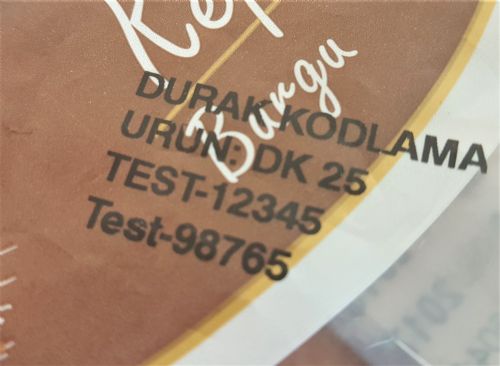 Burgu
DURAK KODLAMA
URUN: DK 25
TEST-12345
Test-98765